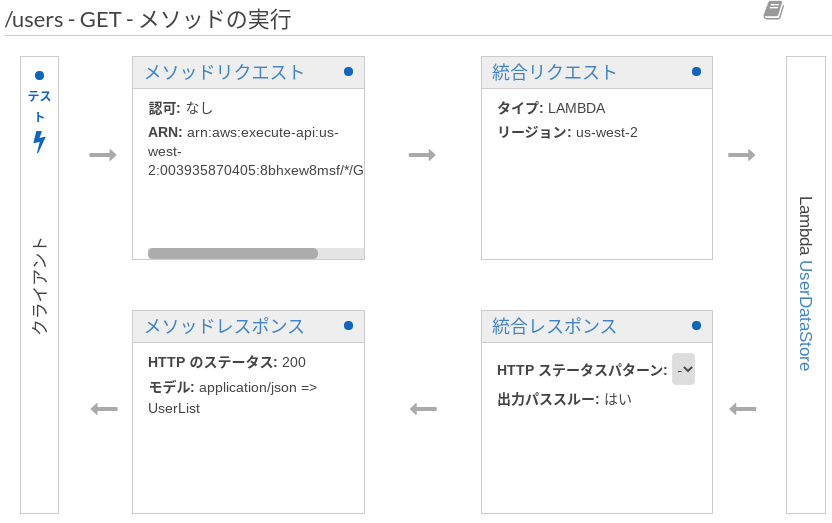 /users - GET - メソッドの実行
テス
ト
クライアント
メソッドリクエスト
認可: なし
ARN: arn:aws:execute-api:us-
west-
2:003935870405:8bhxew8msf/*/G
統合リクエスト
タイプ: LAMBDA
リージョン: us-west-2
Lambda UserDataStore
メソッドレスポンス
HTTP のステータス: 200
モデル: application/json =>
UserList
統合レスポンス
HTTP ステータスパターン: -
出力パススルー: はい